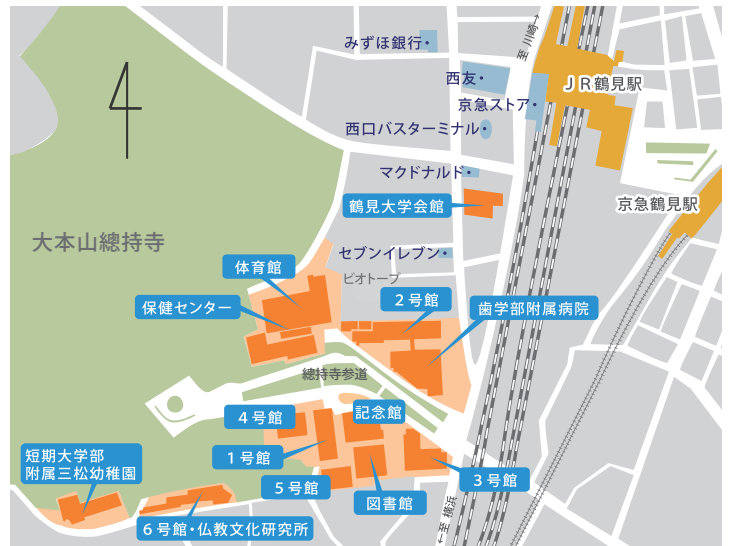 至 川崎→
みずほ銀行
西友
JR鶴見駅
京急ストア
西口バスターミナル
マクドナルド
鶴見大学会館
京急鶴見駅
大本山總持寺
セブンイレブン
体育館
ビオトープ
保健センター
2号館
歯学部附属病院
總持寺参道
4号館
記念館
1号館
短期大学部
附属三松幼稚園
5号館
3号館
図書館
←至 横浜
6号館・仏教文化研究所